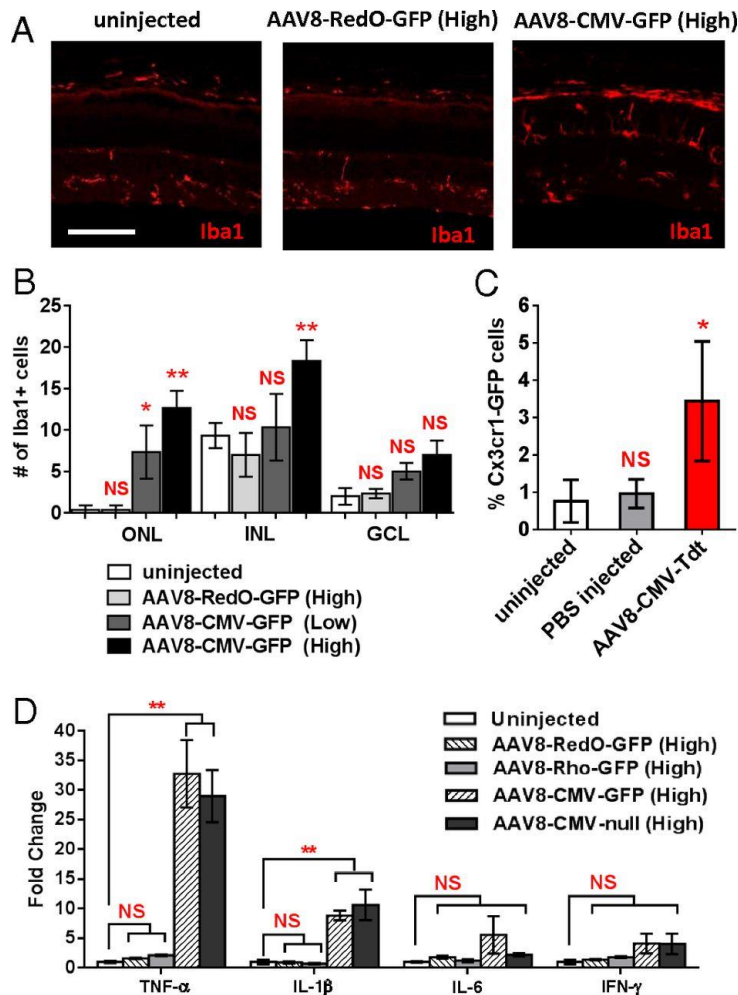 A
uninjected
AAV8-RedO-GFP (High)
AAV8-CMV-GFP (High)
Iba1
Iba1
Iba1
B
# of Iba1+ cells
25
20
15
10
5
0
NS
*
**
NS
NS
**
NS
NS
NS
ONL
INL
GCL
uninjected
AAV8-RedO-GFP (High)
AAV8-CMV-GFP (Low)
AAV8-CMV-GFP (High)
C
% Cx3cr1-GFP cells
6
5
4
3
2
1
0
NS
*
uninjected
PBS injected
AAV8-CMV-Tdt
D
Fold Change
40
35
30
25
20
15
10
5
0
**
NS
**
NS
NS
NS
TNF-α
IL-1β
IL-6
IFN-γ
Uninjected
AAV8-RedO-GFP (High)
AAV8-Rho-GFP (High)
AAV8-CMV-GFP (High)
AAV8-CMV-null (High)